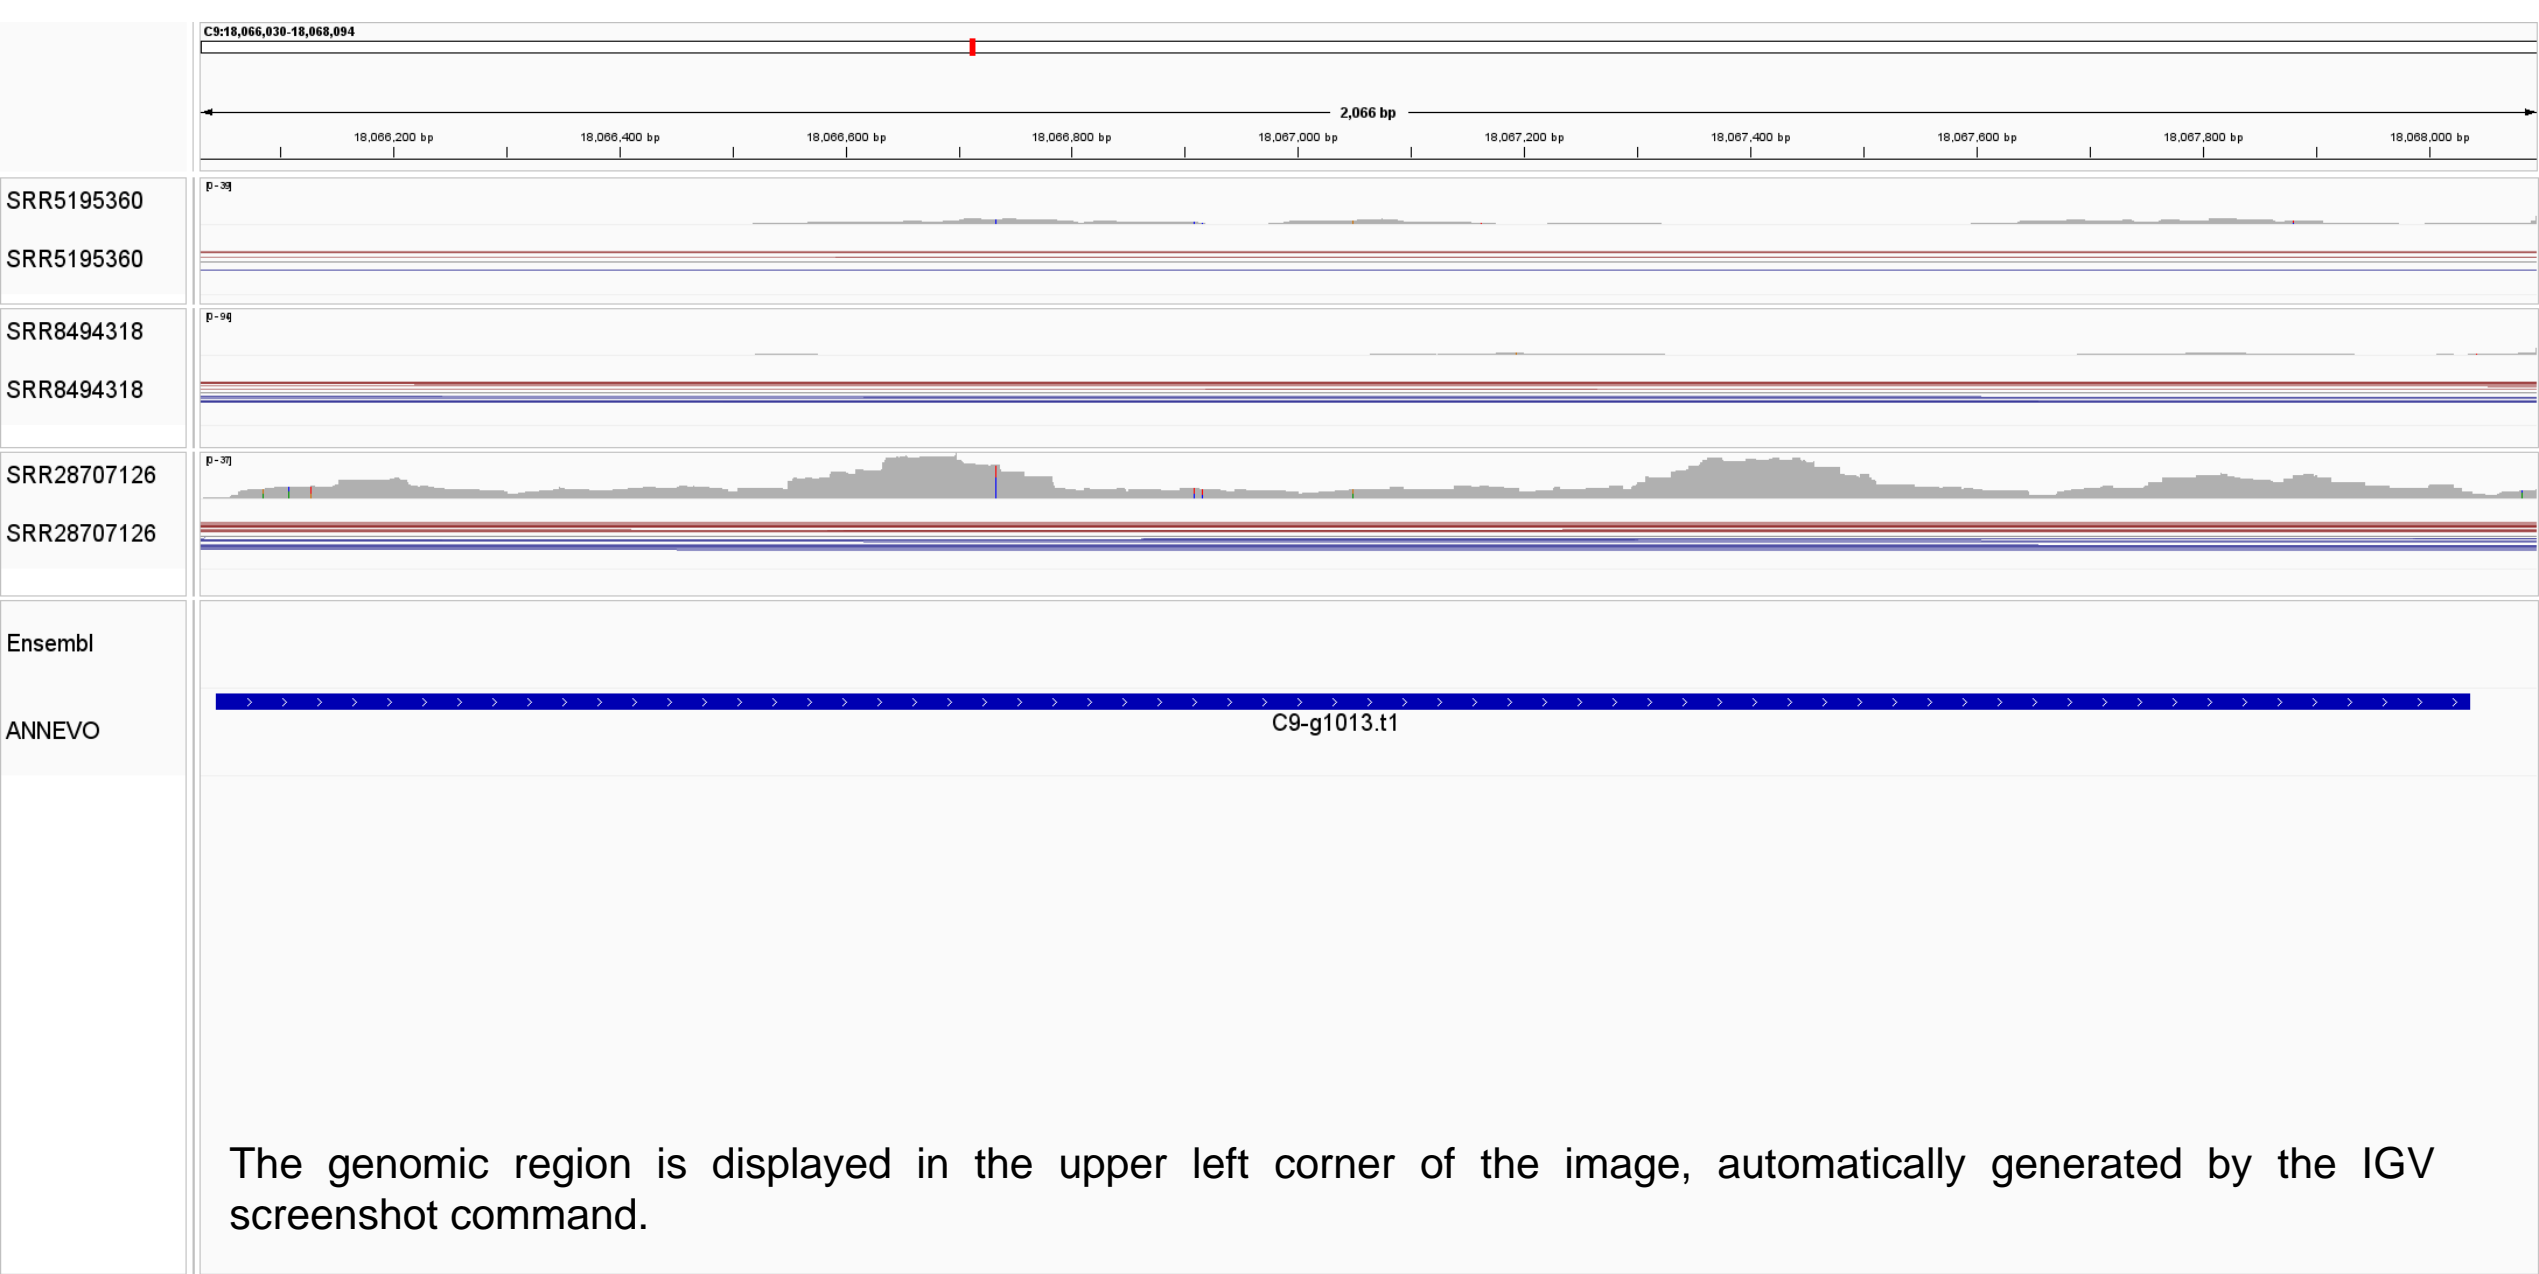 C9:18,066,030-18,068,094
2,066 bp
18,066,200 bp 18,066,400 bp 18,066,600 bp 18,066,800 bp 18,067,000 bp 18,067,200 bp 18,067,400 bp 18,067,600 bp 18,067,800 bp 18,068,000 bp
SRR5195360
[0-39]
SRR5195360
SRR8494318
SRR8494318
SRR28707126
[0-37]
SRR28707126
Ensembl
ANNEVO
C9-g1013.t1
The genomic region is displayed in the upper left corner of the image, automatically generated by the IGV
screenshot command.